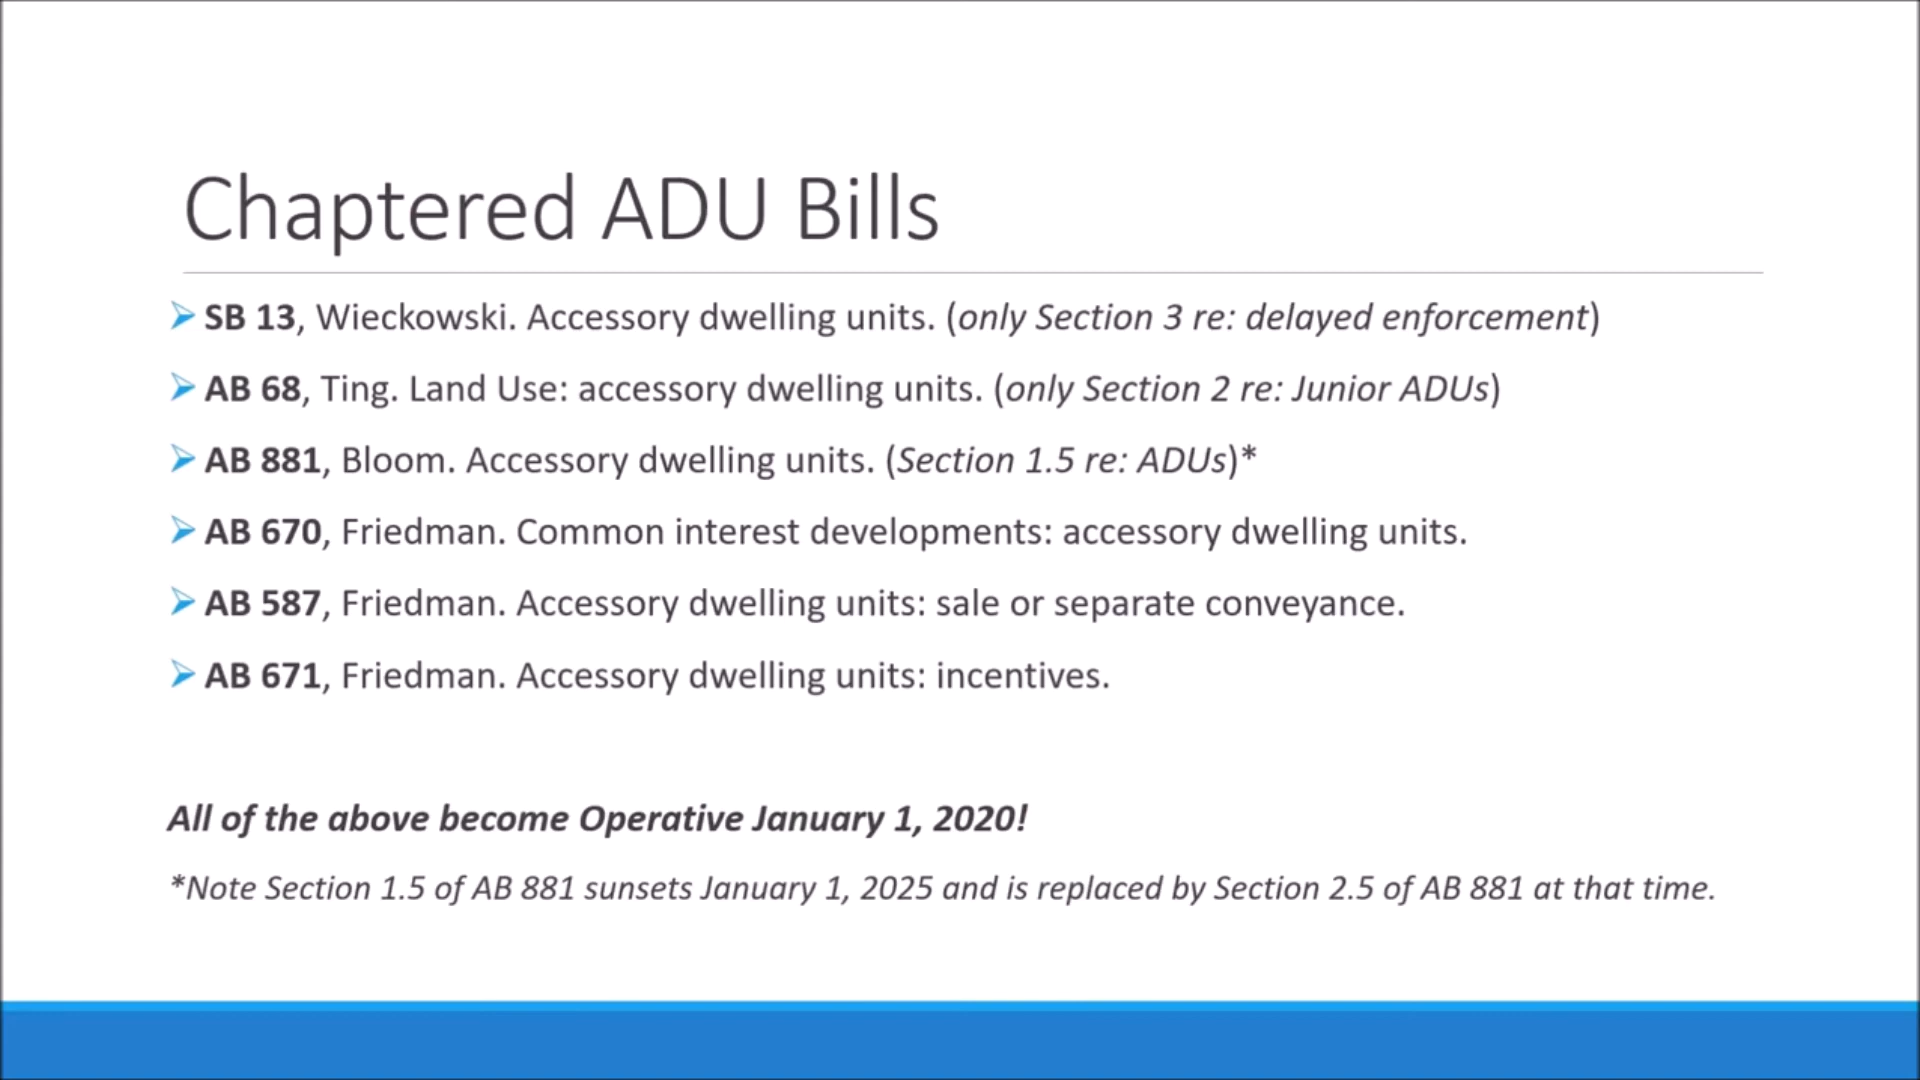 Chaptered ADU Bills
SB 13, Wieckowski. Accessory dwelling units. (only Section 3 re: delayed enforcement)
AB 68, Ting. Land Use: accessory dwelling units. (only Section 2 re: Junior ADUs)
AB 881, Bloom. Accessory dwelling units. (Section 1.5 re: ADUs)*
AB 670, Friedman. Common interest developments: accessory dwelling units.
AB 587, Friedman. Accessory dwelling units: sale or separate conveyance.
AB 671, Friedman. Accessory dwelling units: incentives.
All of the above become Operative January 1, 2020!
*Note Section 1.5 of AB 881 sunsets January 1, 2025 and is replaced by Section 2.5 of AB 881 at that time.